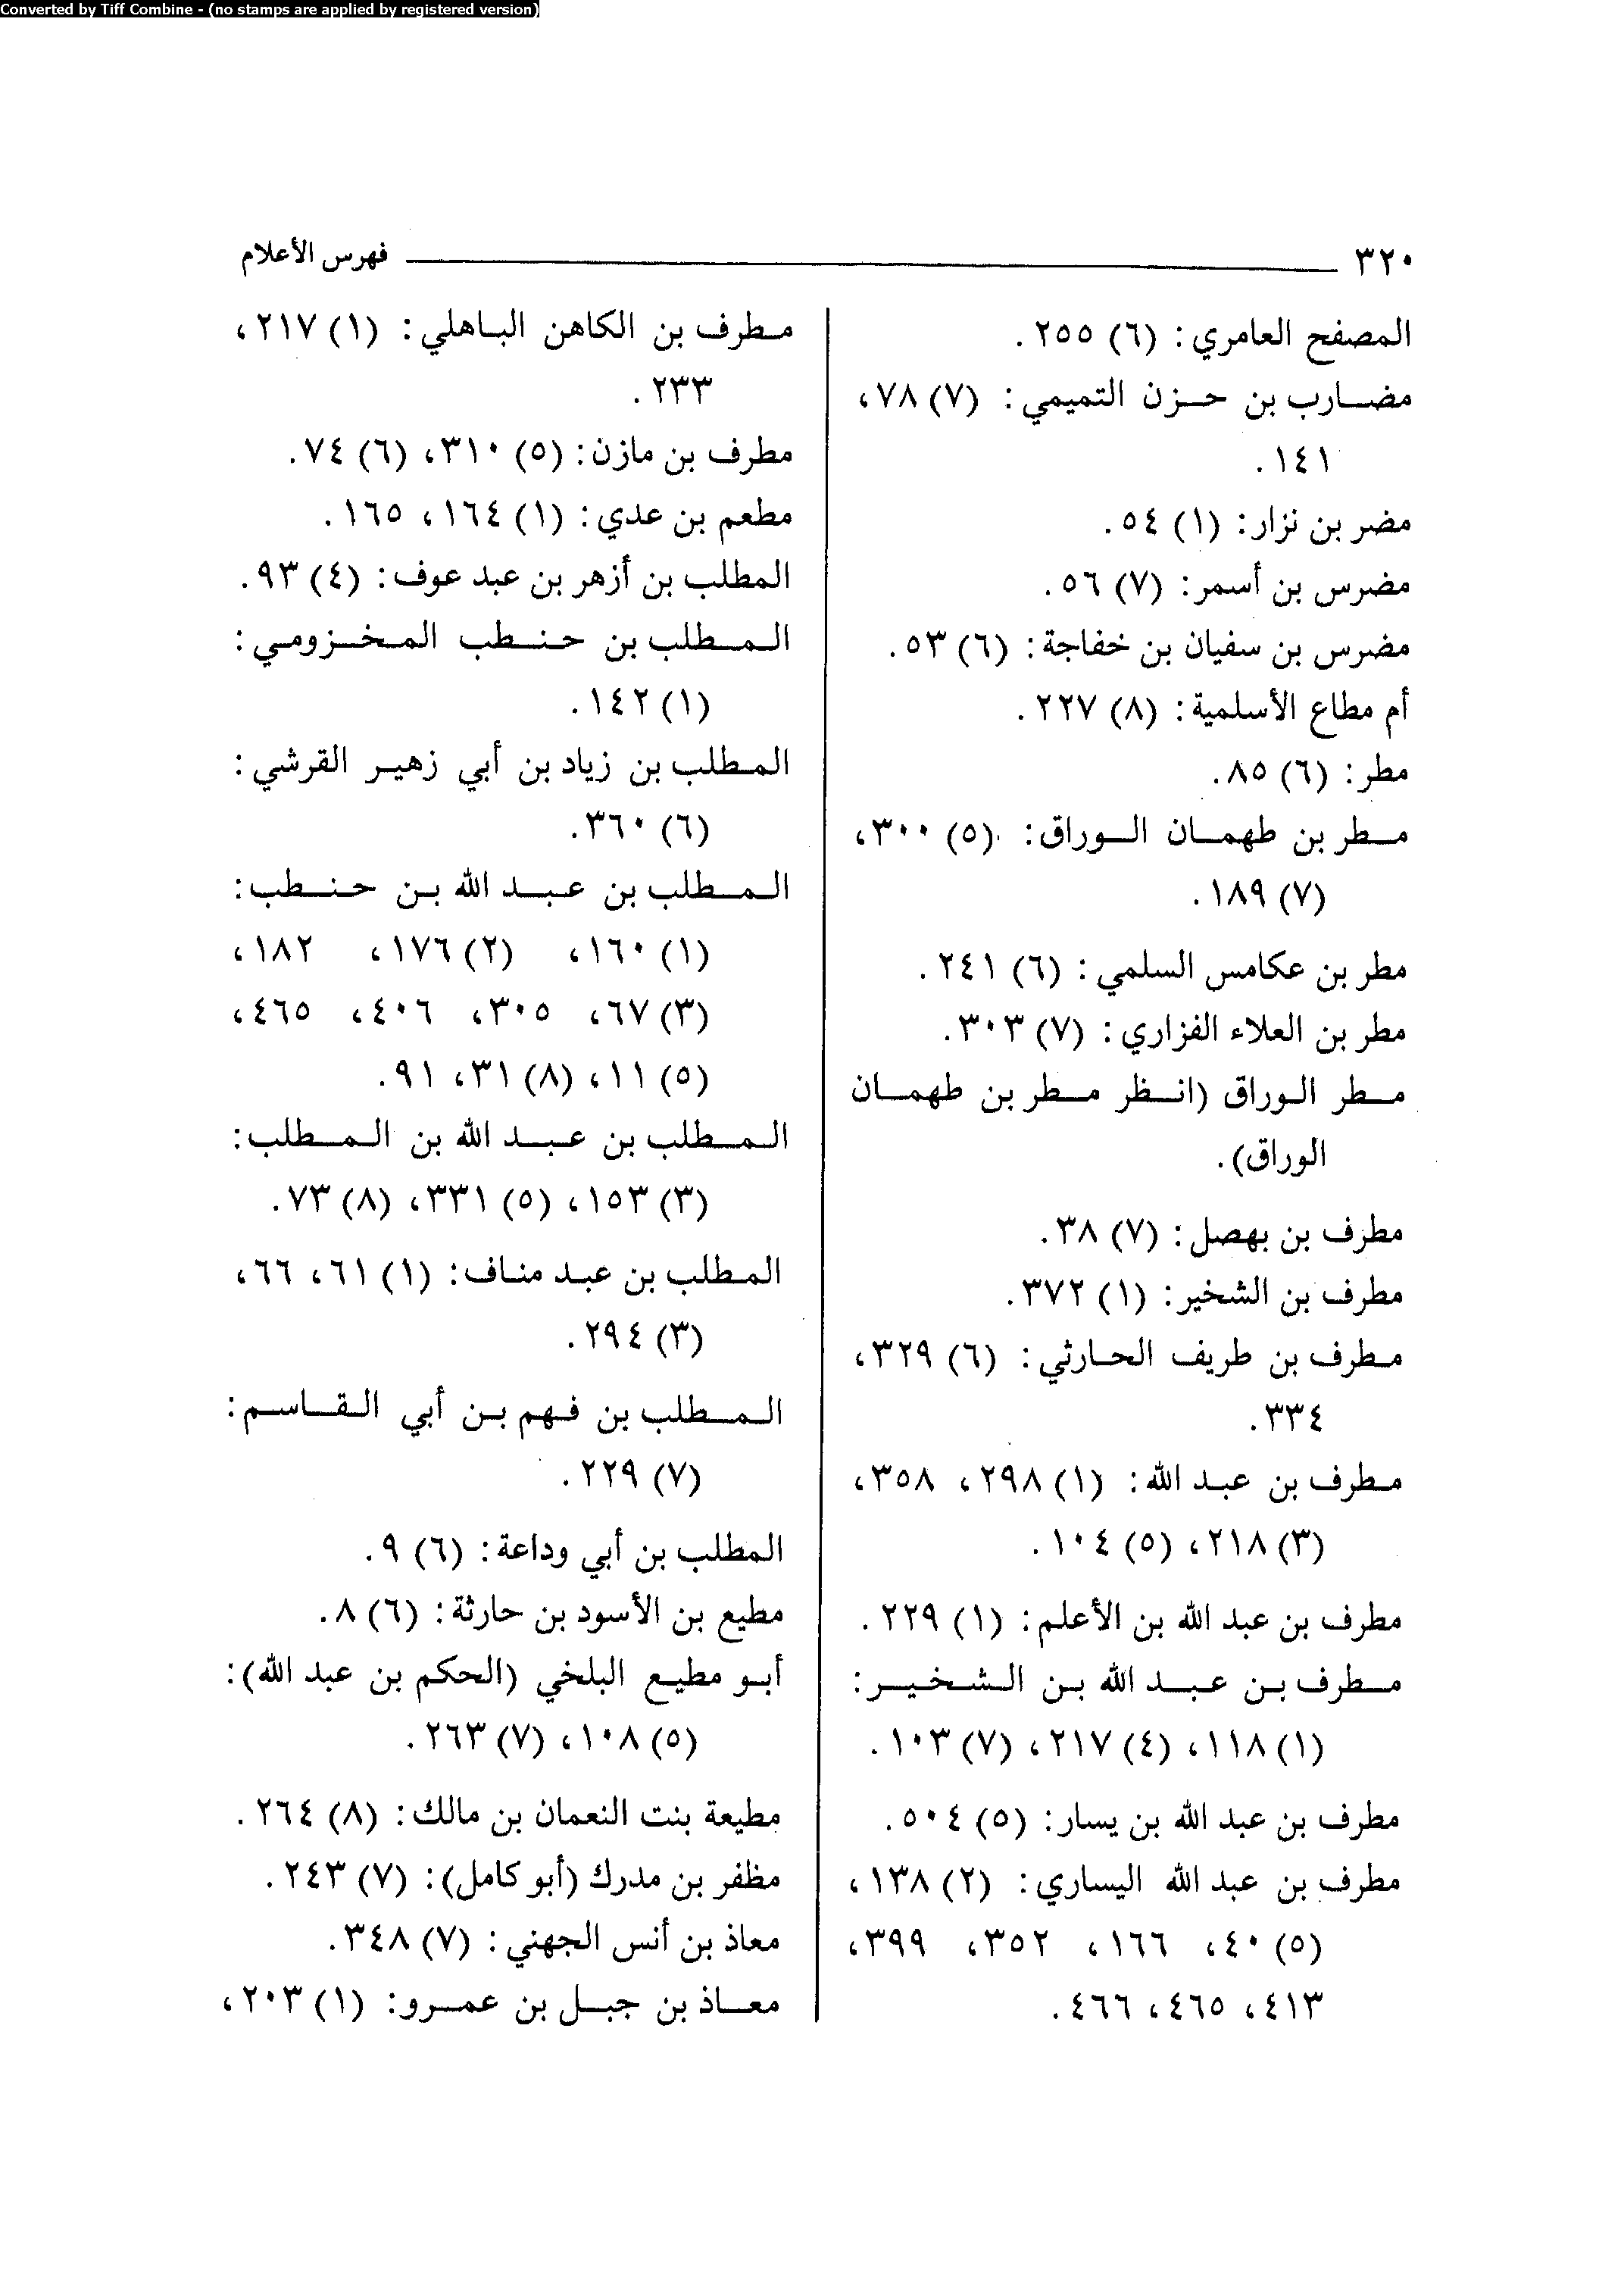 Converted by Tiff Combine - (no stamps are applied by registered version)
٣٢٠ فهرس الأعلام
المصفح العامري: (٦) ٢٥٥.
مضارب بن حزن التميمي: (٧) ٧٨،
١٤١.
مضر بن نزار: (١) ٥٤.
مضرس بن أسمر: (٧) ٥٦.
مضرس بن سفيان بن خفاجة: (٦) ٥٣.
أم مطاع الأسلمية: (٨) ٢٢٧.
مطر: (٦) ٨٥.
مطر بن طهمان الوراق: (٥) ٣٠٠،
(٧) ١٨٩.
مطر بن عكامس السلمي: (٦) ٢٤١.
مطر بن العلاء الفزاري: (٧) ٣٠٣.
مطر الوراق (انظر مطر بن طهمان
الوراق).
مطرف بن بهصل: (٧) ٣٨.
مطرف بن الشخير: (١) ٣٧٢.
مطرف بن طريف الحارثي: (٦) ٣٢٩،
٣٣٤.
مطرف بن عبد الله: (١) ٢٩٨، ٣٥٨،
(٣) ٢١٨، (٥) ١٠٤.
مطرف بن عبد الله بن الأعلم: (١) ٢٢٩.
مطرف بن عبد الله بن الشخير:
(١) ١١٨، (٤) ٢١٧، (٧) ١٠٣.
مطرف بن عبد الله بن يسار: (٥) ٥٠٤.
مطرف بن عبد الله اليساري: (٢) ١٣٨،
(٥) ٤٠، ١٦٦، ٣٥٢، ٣٩٩،
٤١٣، ٤٦٥، ٤٦٦.
مطرف بن الكاهن الباهلي: (١) ٢١٧،
٢٣٣.
مطرف بن مازن: (٥) ٣١٠، (٦) ٧٤.
مطعم بن عدي: (١) ١٦٤، ١٦٥.
المطلب بن أزهر بن عبد عوف: (٤) ٩٣.
المطلب بن حنطب المخزومي:
(١) ١٤٢.
المطلب بن زياد بن أبي زهير القرشي:
(٦) ٣٦٠.
المطلب بن عبد الله بن حنطب:
(١) ١٦٠، (٢) ١٧٦، ١٨٢،
(٣) ٦٧، ٣٠٥، ٤٠٦، ٤٦٥،
(٥) ١١، (٨) ٣١، ٩١.
المطلب بن عبد الله بن المطلب:
(٣) ١٥٣، (٥) ٣٣١، (٨) ٧٣.
المطلب بن عبد مناف: (١) ٦١، ٦٦،
(٣) ٢٩٤.
المطلب بن فهم بن أبي القاسم:
(٧) ٢٢٩.
المطلب بن أبي وداعة: (٦) ٩.
مطيع بن الأسود بن حارثة: (٦) ٨.
أبو مطيع البلخي (الحكم بن عبد الله):
(٥) ١٠٨، (٧) ٢٦٣.
مطيعة بنت النعمان بن مالك: (٨) ٢٦٤.
مظفر بن مدرك (أبو كامل): (٧) ٢٤٣.
معاذ بن أنس الجهني: (٧) ٣٤٨.
معاذ بن جبل بن عمرو: (١) ٢٠٣،